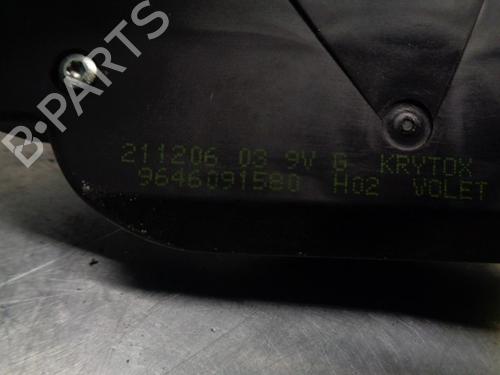 B-PARTS
211206 03 9V G KRYTOX
9646091580 H02 VOLET